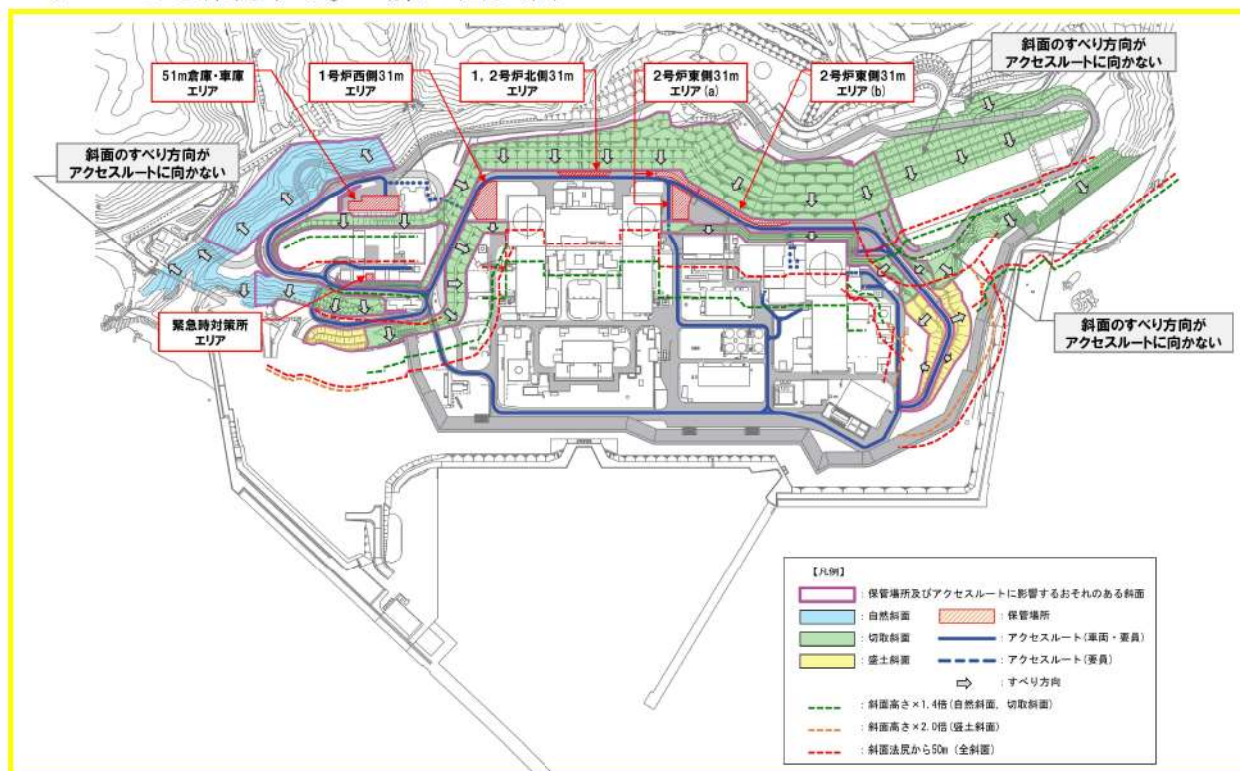 斜面のすべり方向が
アクセスルートに向かない
51m倉庫・車庫
エリア
1号炉西側31m
エリア
1, 2号炉北側31m
エリア
2号炉東側31m
エリア(a)
2号炉東側31m
エリア(b)
斜面のすべり方向が
アクセスルートに向かない
緊急時対策所
エリア
斜面のすべり方向が
アクセスルートに向かない
【凡例】
: 保管場所及びアクセスルートに影響するおそれのある斜面
: 自然斜面
: 保管場所
: 切取斜面
: アクセスルート(車両・要員)
: 盛土斜面
: アクセスルート(要員)
: すべり方向
: 斜面高さ×1.4倍(自然斜面, 切取斜面)
: 斜面高さ×2.0倍(盛土斜面)
: 斜面法尻から50m (全斜面)